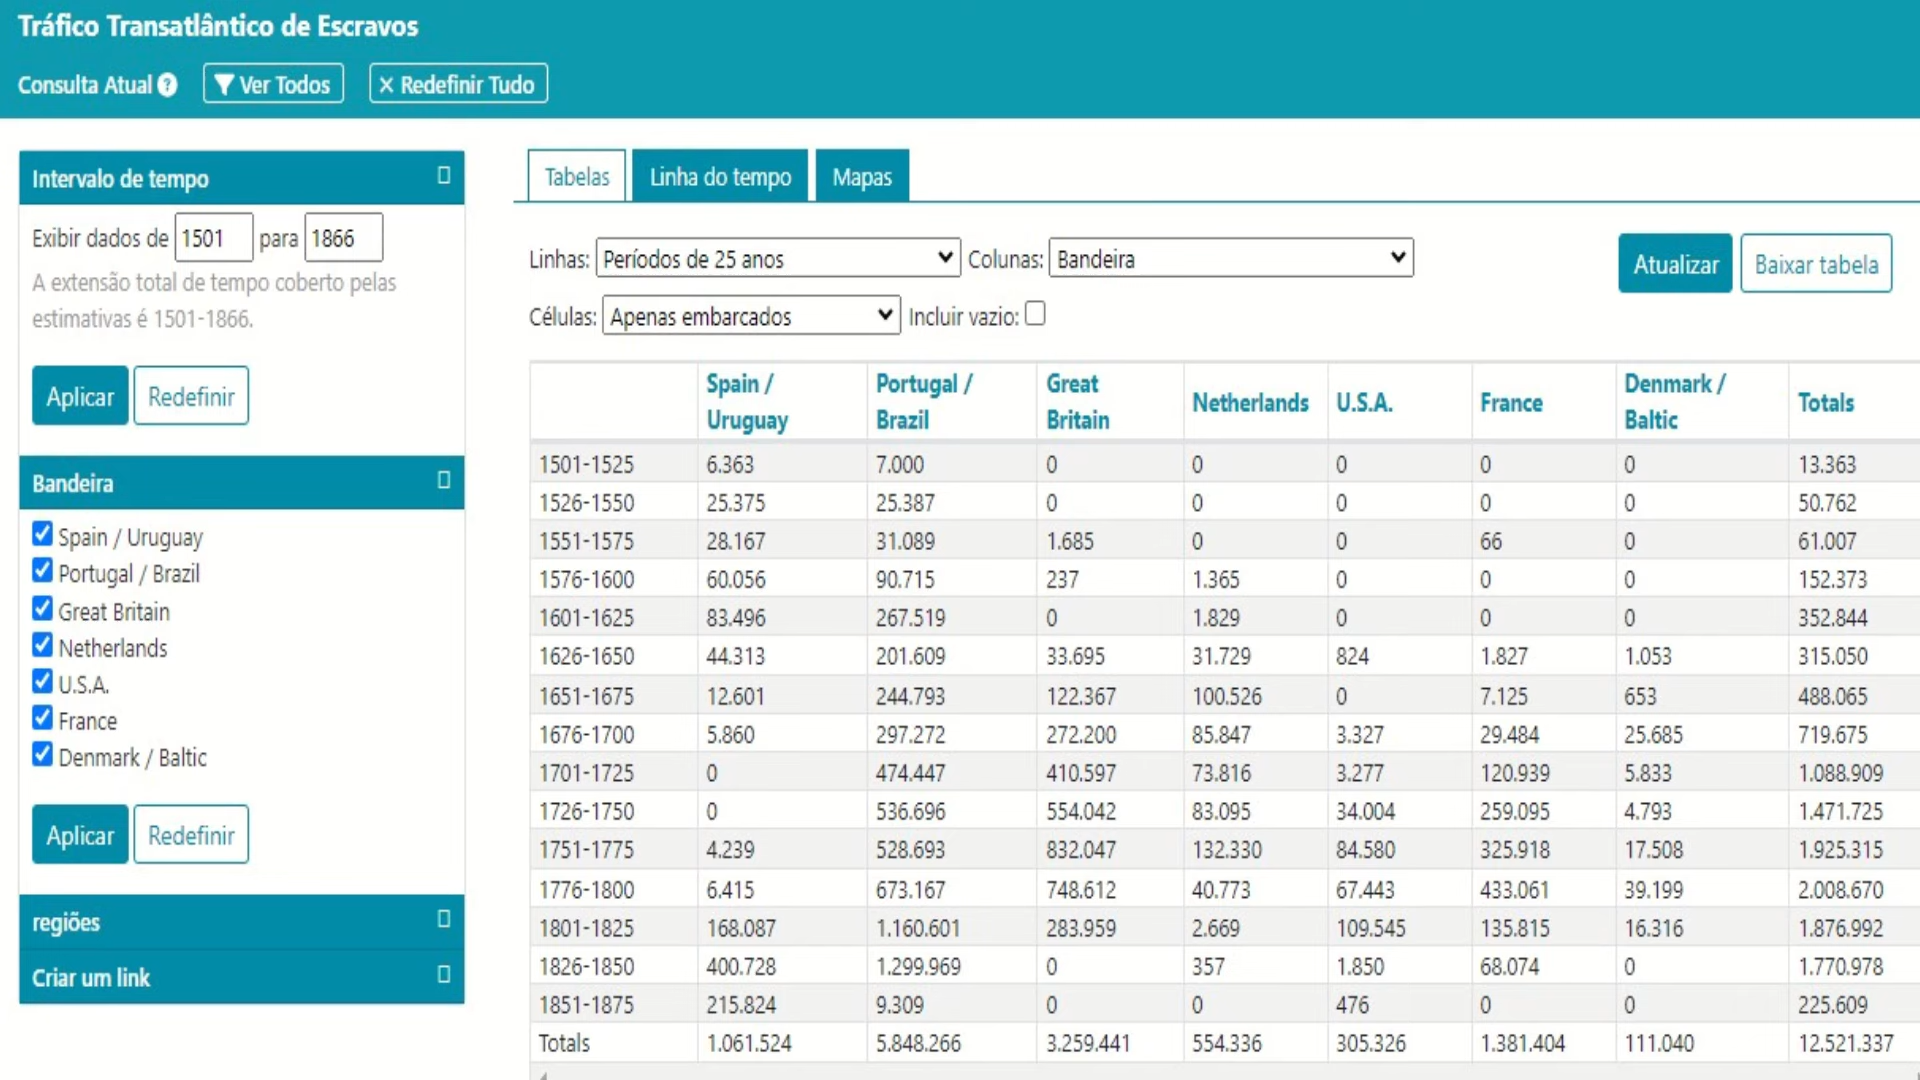 Tráfico Transatlântico de Escravos
Consulta Atual ? Ver Todos × Redefinir Tudo
Intervalo de tempo
Exibir dados de 1501 para 1866
A extensão total de tempo coberto pelas
estimativas é 1501-1866.
Aplicar Redefinir
Bandeira
Spain / Uruguay
Portugal / Brazil
Great Britain
Netherlands
U.S.A.
France
Denmark / Baltic
Aplicar Redefinir
regiões
Criar um link
Tabelas Linha do tempo Mapas
Linhas: Períodos de 25 anos Colunas: Bandeira
Células: Apenas embarcados Incluir vazio:
Atualizar Baixar tabela
Spain / Uruguay Portugal / Brazil Great Britain Netherlands U.S.A. France Denmark / Baltic Totals
1501-1525 6.363 7.000 0 0 0 0 0 13.363
1526-1550 25.375 25.387 0 0 0 0 0 50.762
1551-1575 28.167 31.089 1.685 0 0 66 0 61.007
1576-1600 60.056 90.715 237 1.365 0 0 0 152.373
1601-1625 83.496 267.519 0 1.829 0 0 0 352.844
1626-1650 44.313 201.609 33.695 31.729 824 1.827 1.053 315.050
1651-1675 12.601 244.793 122.367 100.526 0 7.125 653 488.065
1676-1700 5.860 297.272 272.200 85.847 3.327 29.484 25.685 719.675
1701-1725 0 474.447 410.597 73.816 3.277 120.939 5.833 1.088.909
1726-1750 0 536.696 554.042 83.095 34.004 259.095 4.793 1.471.725
1751-1775 4.239 528.693 832.047 132.330 84.580 325.918 17.508 1.925.315
1776-1800 6.415 673.167 748.612 40.773 67.443 433.061 39.199 2.008.670
1801-1825 168.087 1.160.601 283.959 2.669 109.545 135.815 16.316 1.876.992
1826-1850 400.728 1.299.969 0 357 1.850 68.074 0 1.770.978
1851-1875 215.824 9.309 0 0 476 0 0 225.609
Totals 1.061.524 5.848.266 3.259.441 554.336 305.326 1.381.404 111.040 12.521.337